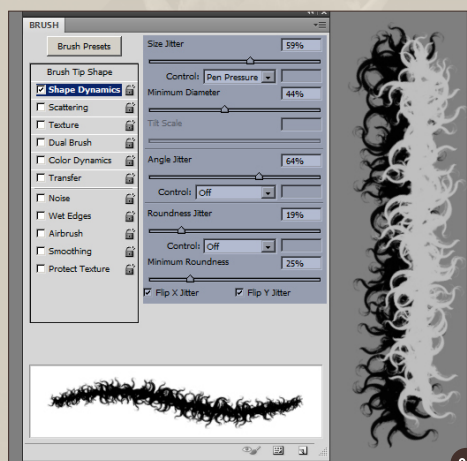 BRUSH
Brush Presets
Brush Tip Shape
Shape Dynamics
Scattering
Texture
Dual Brush
Color Dynamics
Transfer
Noise
Wet Edges
Airbrush
Smoothing
Protect Texture
Size Jitter 59%
Control: Pen Pressure
Minimum Diameter 44%
Tilt Scale
Angle Jitter 64%
Control: Off
Roundness Jitter 19%
Control: Off
Minimum Roundness 25%
Flip X Jitter Flip Y Jitter